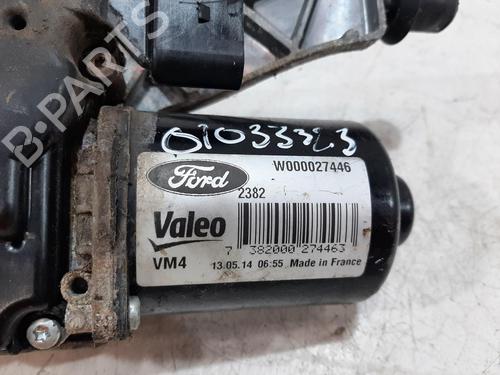 B-PARTS
01033323
Ford
W000027446
2382
Valeo
7 382000 274463
VM4
13.05.14 06:55 Made in France